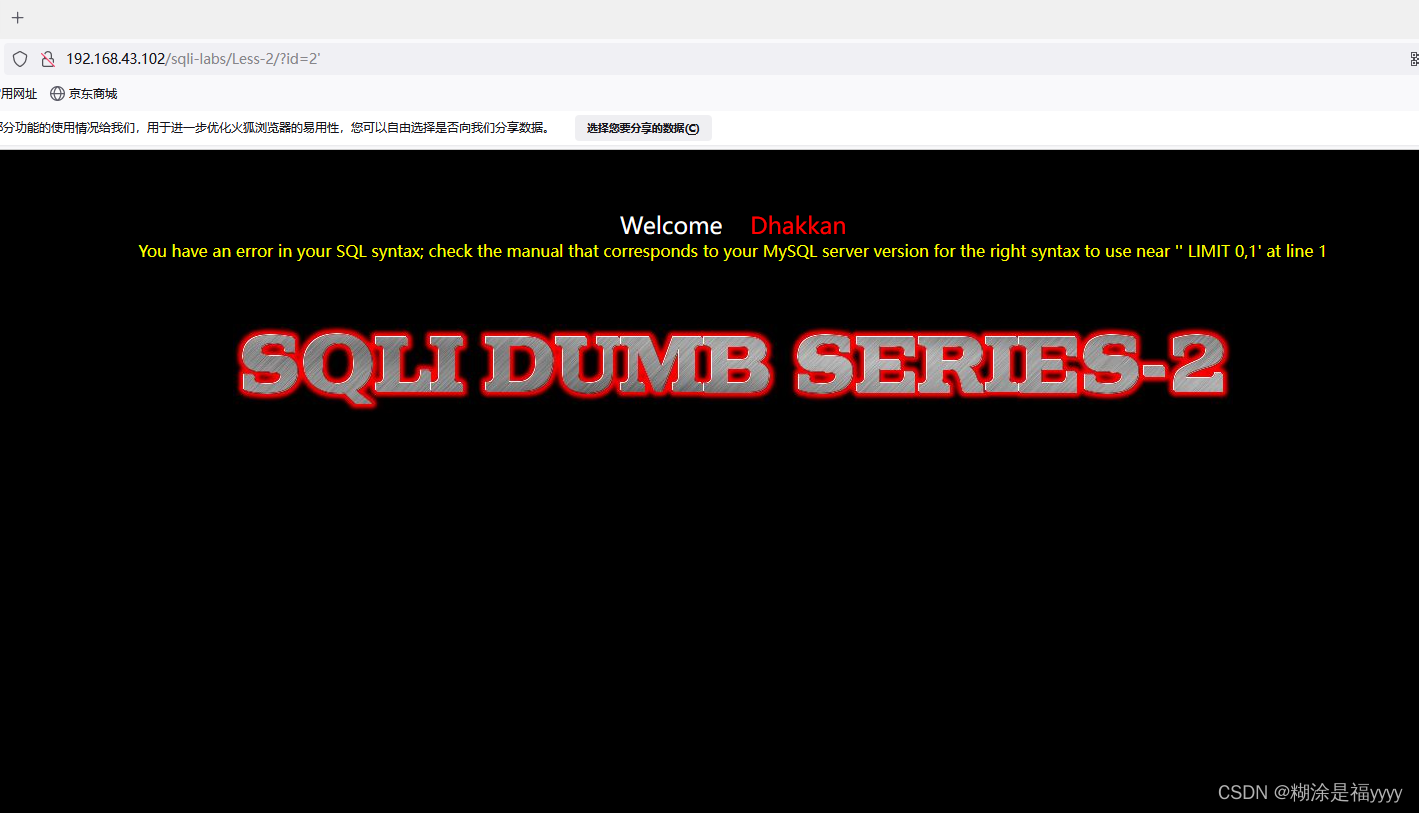 192.168.43.102/sqli-labs/Less-2/?id=2'
用网址 京东商城
部分功能的使用情况给我们，用于进一步优化火狐浏览器的易用性，您可以自由选择是否向我们分享数据。 选择您要分享的数据(C)
Welcome Dhakkan
You have an error in your SQL syntax; check the manual that corresponds to your MySQL server version for the right syntax to use near '' LIMIT 0,1' at line 1
SQLI DUMB SERIES-2
CSDN @糊涂是福yyyy